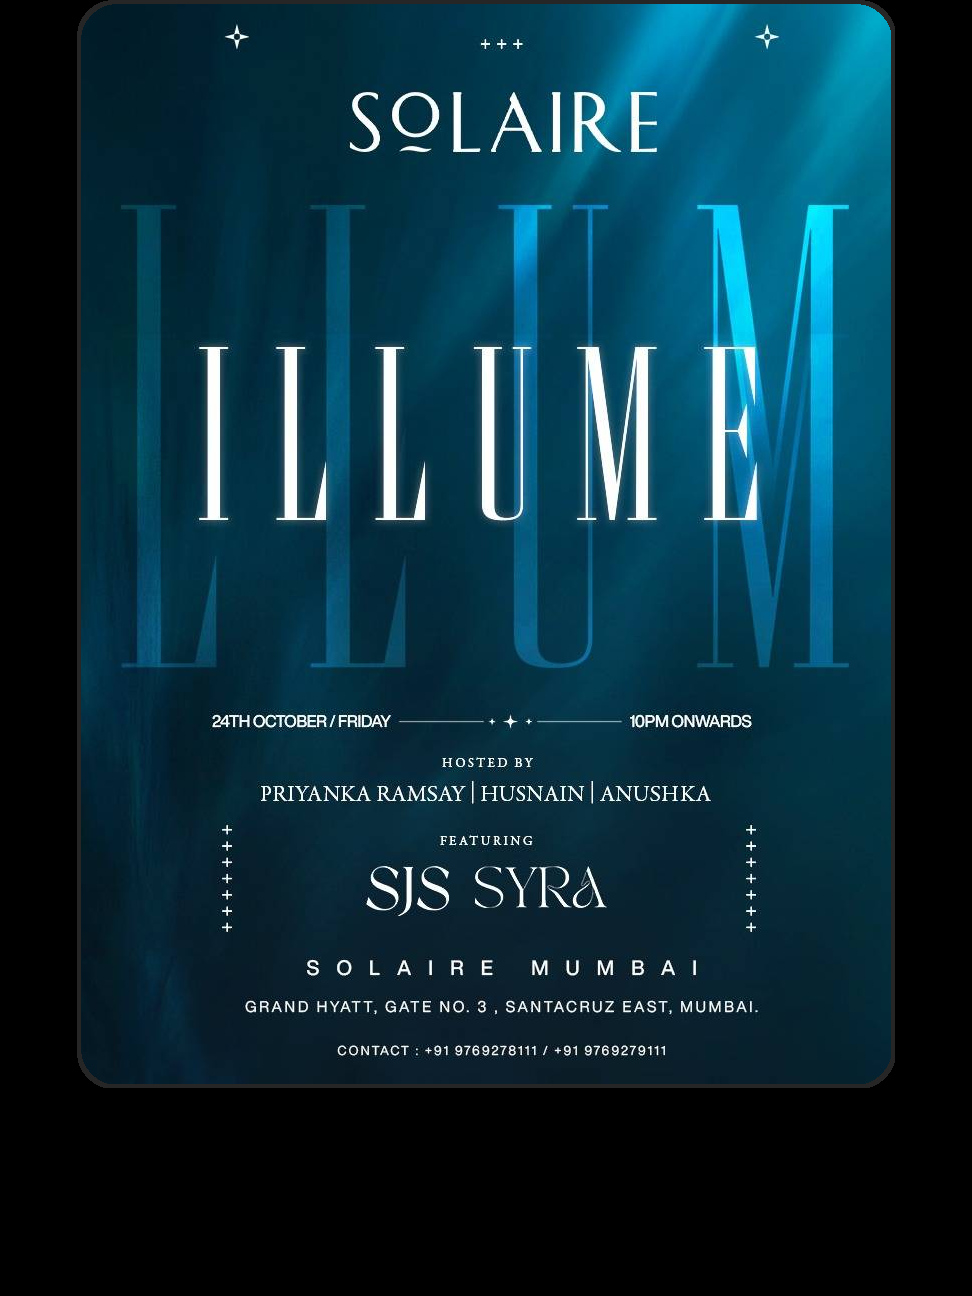 SOLAIRE
LLUM
ILLUME
24TH OCTOBER / FRIDAY 10PM ONWARDS
HOSTED BY
PRIYANKA RAMSAY | HUSNAIN | ANUSHKA
FEATURING
SJS SYRA
SOLAIRE MUMBAI
GRAND HYATT, GATE NO. 3 , SANTACRUZ EAST, MUMBAI.
CONTACT : +91 9769278111 / +91 9769279111